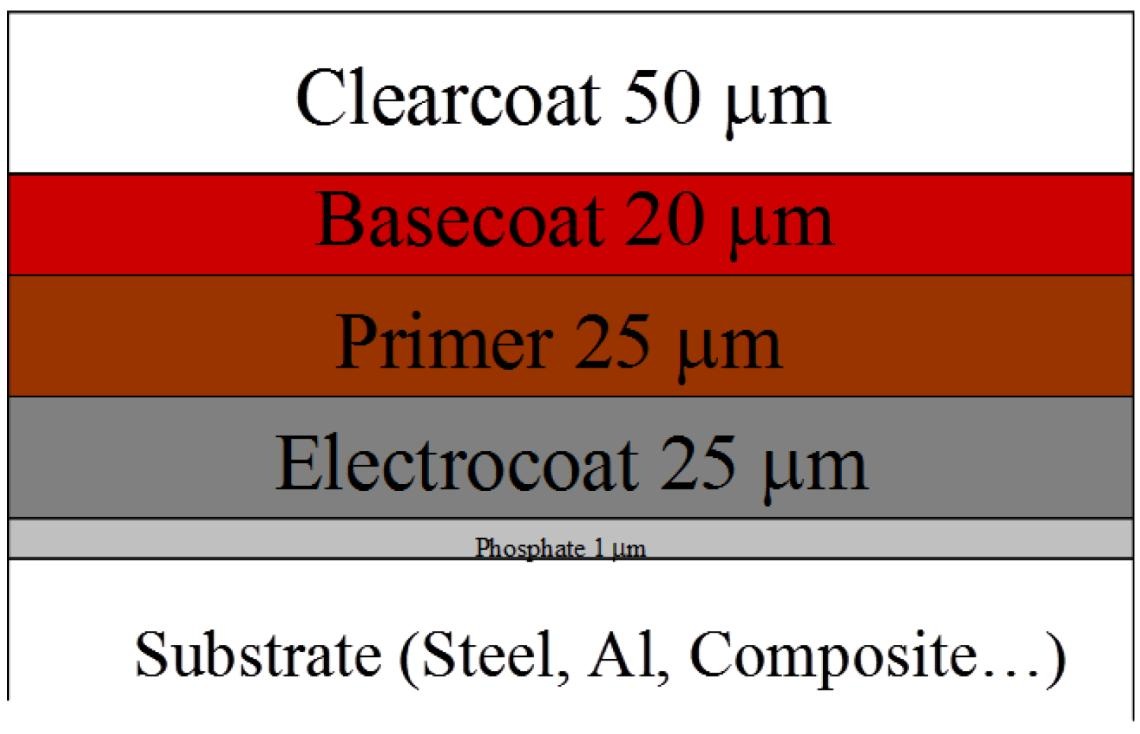 Clearcoat 50 μm
Basecoat 20 μm
Primer 25 μm
Electrocoat 25 μm
Phosphate 1 μm
Substrate (Steel, Al, Composite…)